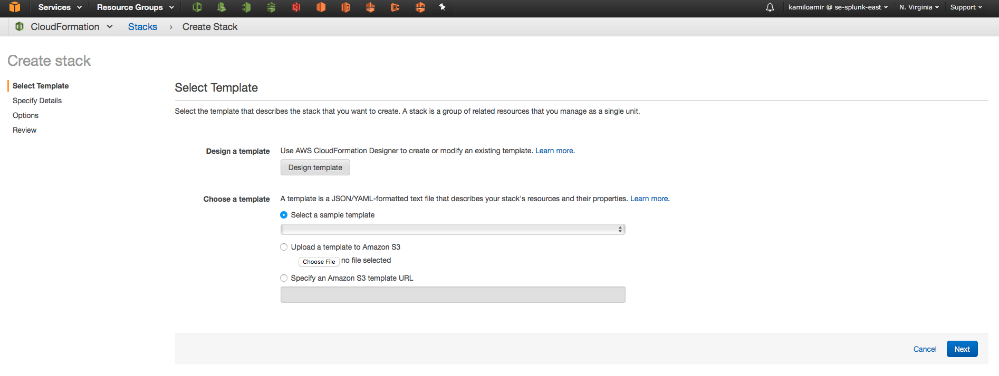 Services Resource Groups kamiloamir @ se-splunk-east N. Virginia Support
CloudFormation Stacks > Create Stack
Create stack
Select Template
Specify Details
Options
Review
Select Template
Select the template that describes the stack that you want to create. A stack is a group of related resources that you manage as a single unit.
Design a template Use AWS CloudFormation Designer to create or modify an existing template. Learn more.
Design template
Choose a template A template is a JSON/YAML-formatted text file that describes your stack's resources and their properties. Learn more.
Select a sample template
Upload a template to Amazon S3
Choose File no file selected
Specify an Amazon S3 template URL
Cancel Next